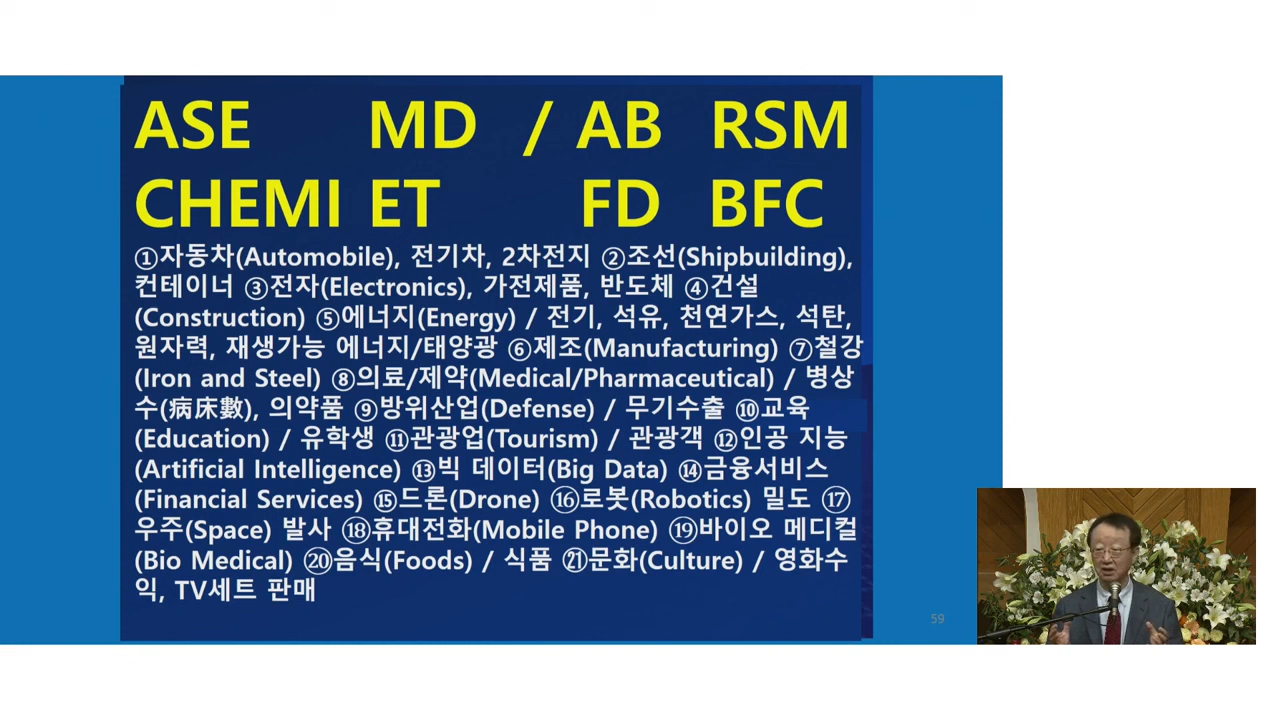 ASE MD / AB RSM
CHEMI ET FD BFC
①자동차(Automobile), 전기차, 2차전지 ②조선(Shipbuilding),
컨테이너 ③전자(Electronics), 가전제품, 반도체 ④건설
(Construction) ⑤에너지(Energy) / 전기, 석유, 천연가스, 석탄,
원자력, 재생가능 에너지/태양광 ⑥제조(Manufacturing) ⑦철강
(Iron and Steel) ⑧의료/제약(Medical/Pharmaceutical) / 병상
수(病床數), 의약품 ⑨방위산업(Defense) / 무기수출 ⑩교육
(Education) / 유학생 ⑪관광업(Tourism) / 관광객 ⑫인공 지능
(Artificial Intelligence) ⑬빅 데이터(Big Data) ⑭금융서비스
(Financial Services) ⑮드론(Drone) ⑯로봇(Robotics) 밀도 ⑰
우주(Space) 발사 ⑱휴대전화(Mobile Phone) ⑲바이오 메디컬
(Bio Medical) ⑳음식(Foods) / 식품 ㉑문화(Culture) / 영화수
익, TV세트 판매
59